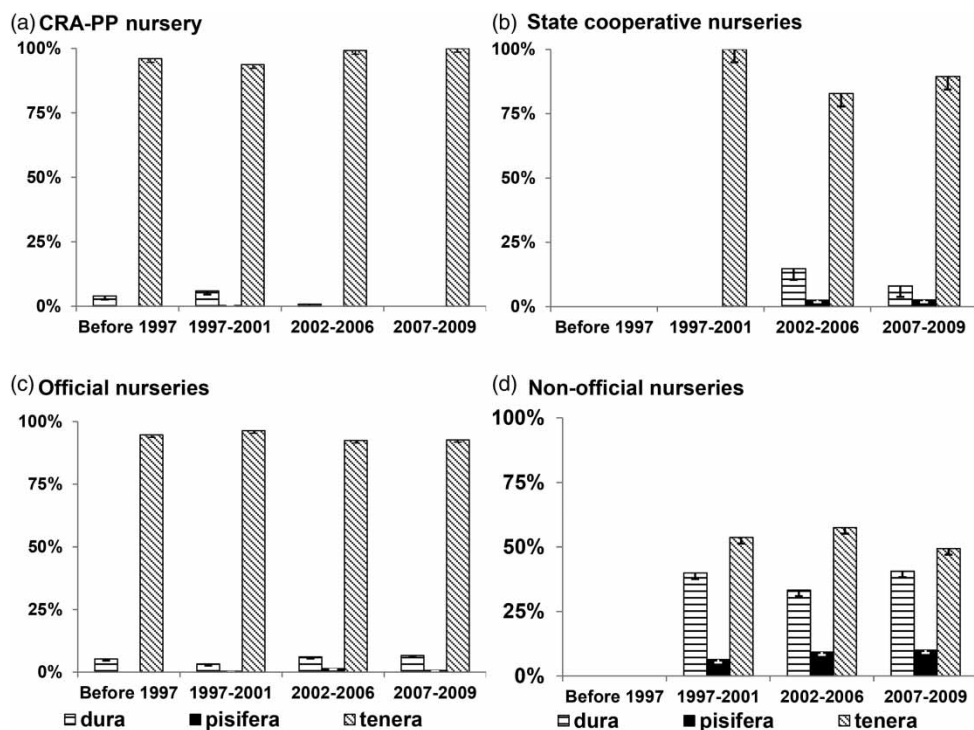 (a) CRA-PP nursery
100%
75%
50%
25%
0%
Before 1997 1997-2001 2002-2006 2007-2009
(b) State cooperative nurseries
100%
75%
50%
25%
0%
Before 1997 1997-2001 2002-2006 2007-2009
(c) Official nurseries
100%
75%
50%
25%
0%
Before 1997 1997-2001 2002-2006 2007-2009
dura pisifera tenera
(d) Non-official nurseries
100%
75%
50%
25%
0%
Before 1997 1997-2001 2002-2006 2007-2009
dura pisifera tenera